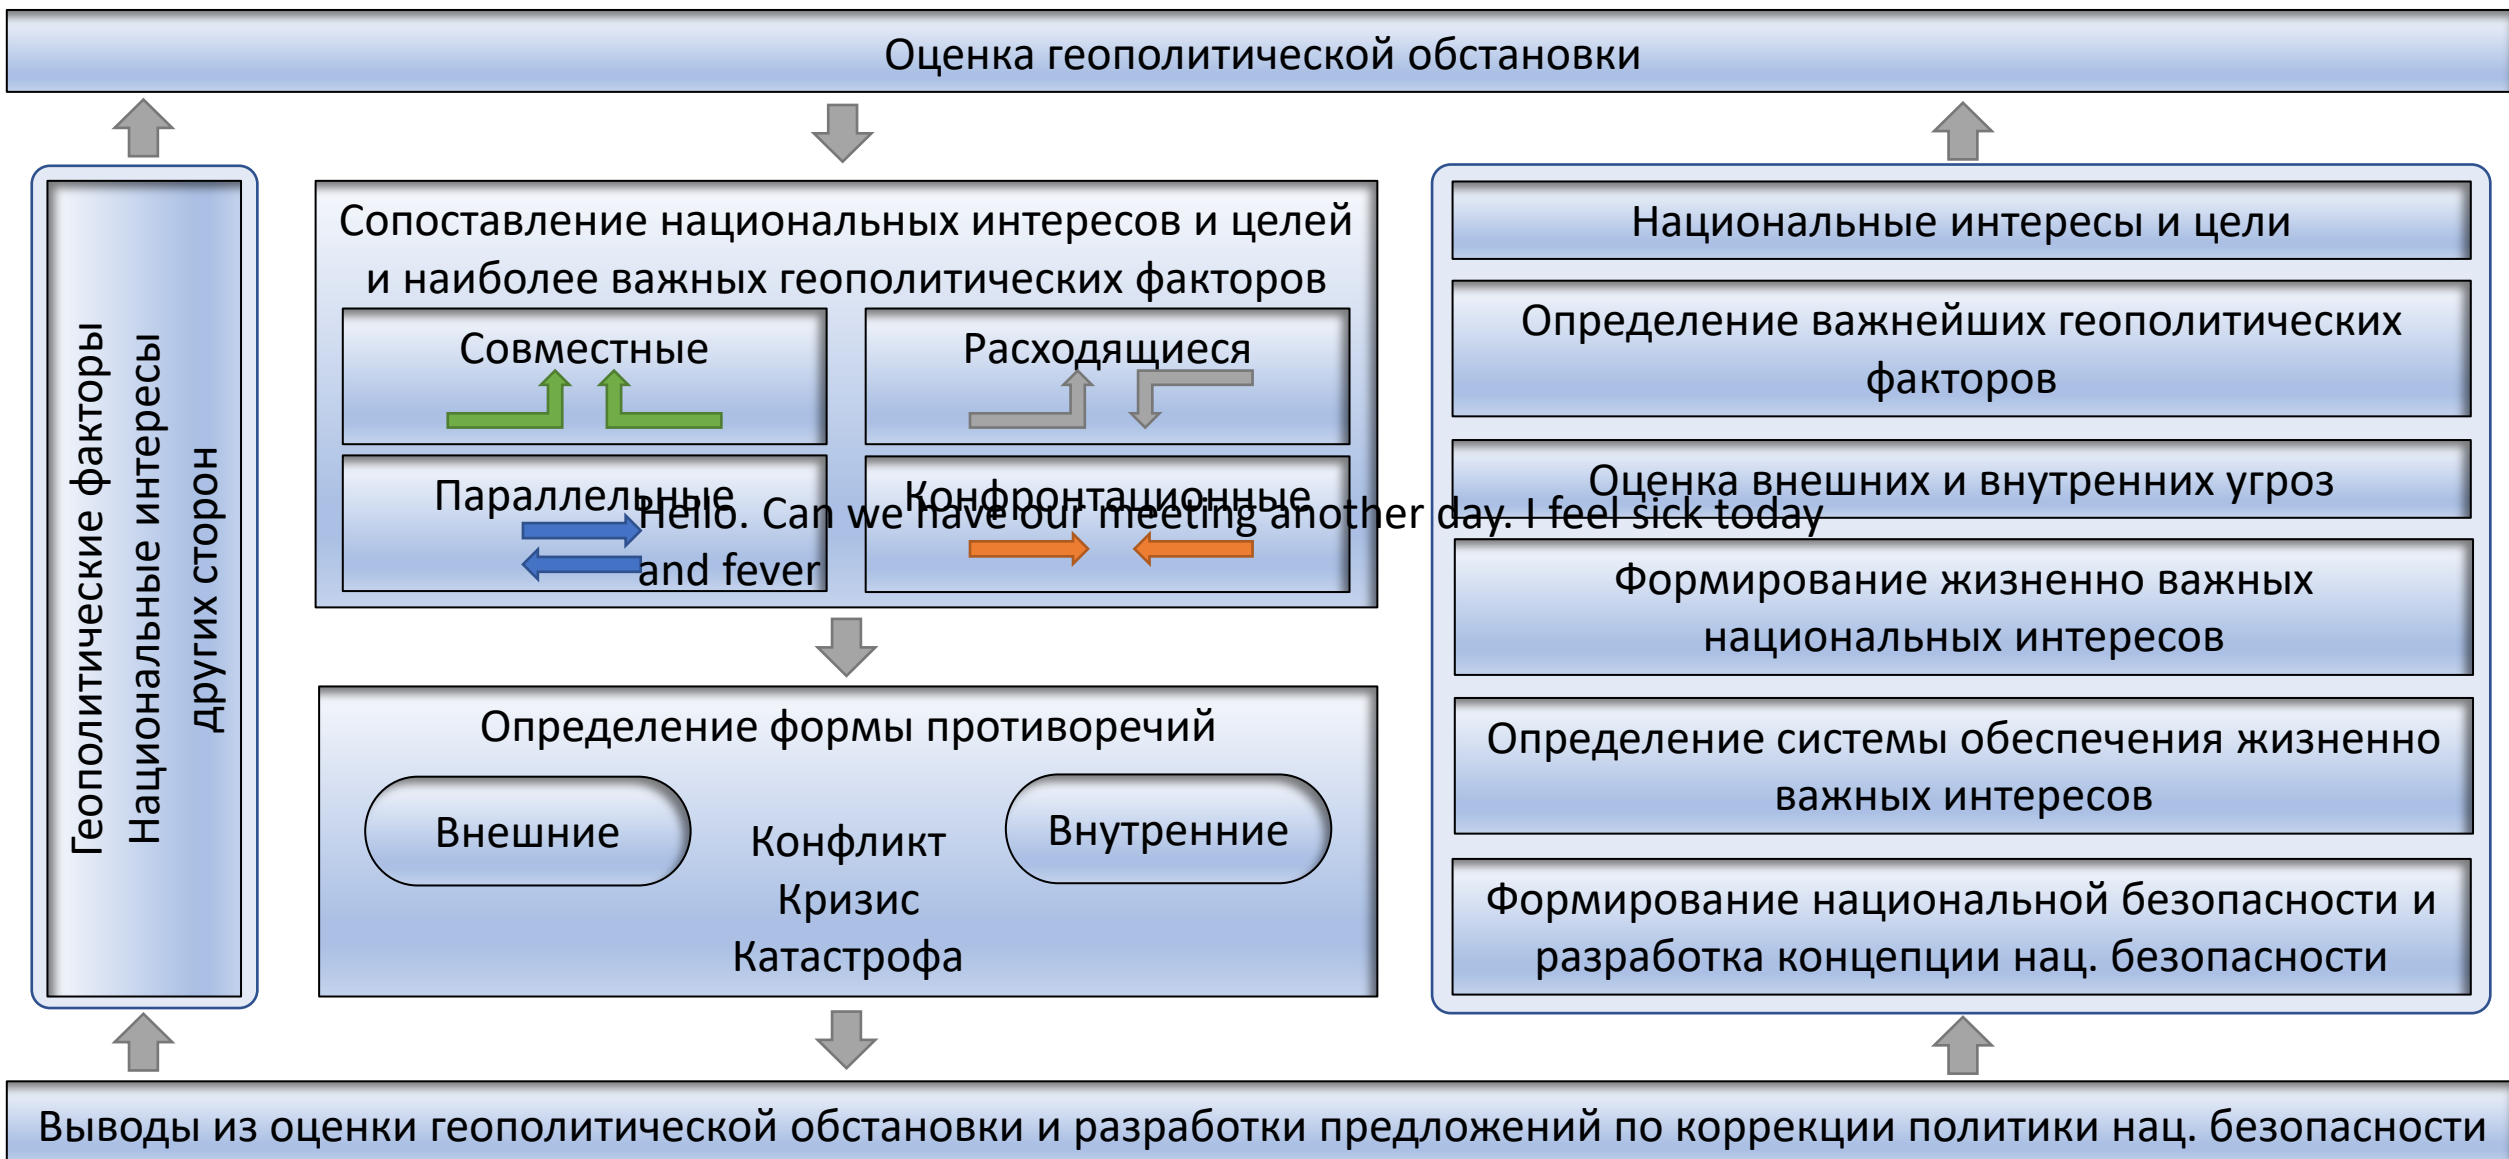 Оценка геополитической обстановки
Геополитические факторы
Национальные интересы
других сторон
Сопоставление национальных интересов и целей
и наиболее важных геополитических факторов
Совместные
Расходящиеся
Параллельные
Конфронтационные
Hello. Can we have our meeting another day. I feel sick today
and fever
Определение формы противоречий
Внешние
Внутренние
Конфликт
Кризис
Катастрофа
Национальные интересы и цели
Определение важнейших геополитических
факторов
Оценка внешних и внутренних угроз
Формирование жизненно важных
национальных интересов
Определение системы обеспечения жизненно
важных интересов
Формирование национальной безопасности и
разработка концепции нац. безопасности
Выводы из оценки геополитической обстановки и разработки предложений по коррекции политики нац. безопасности